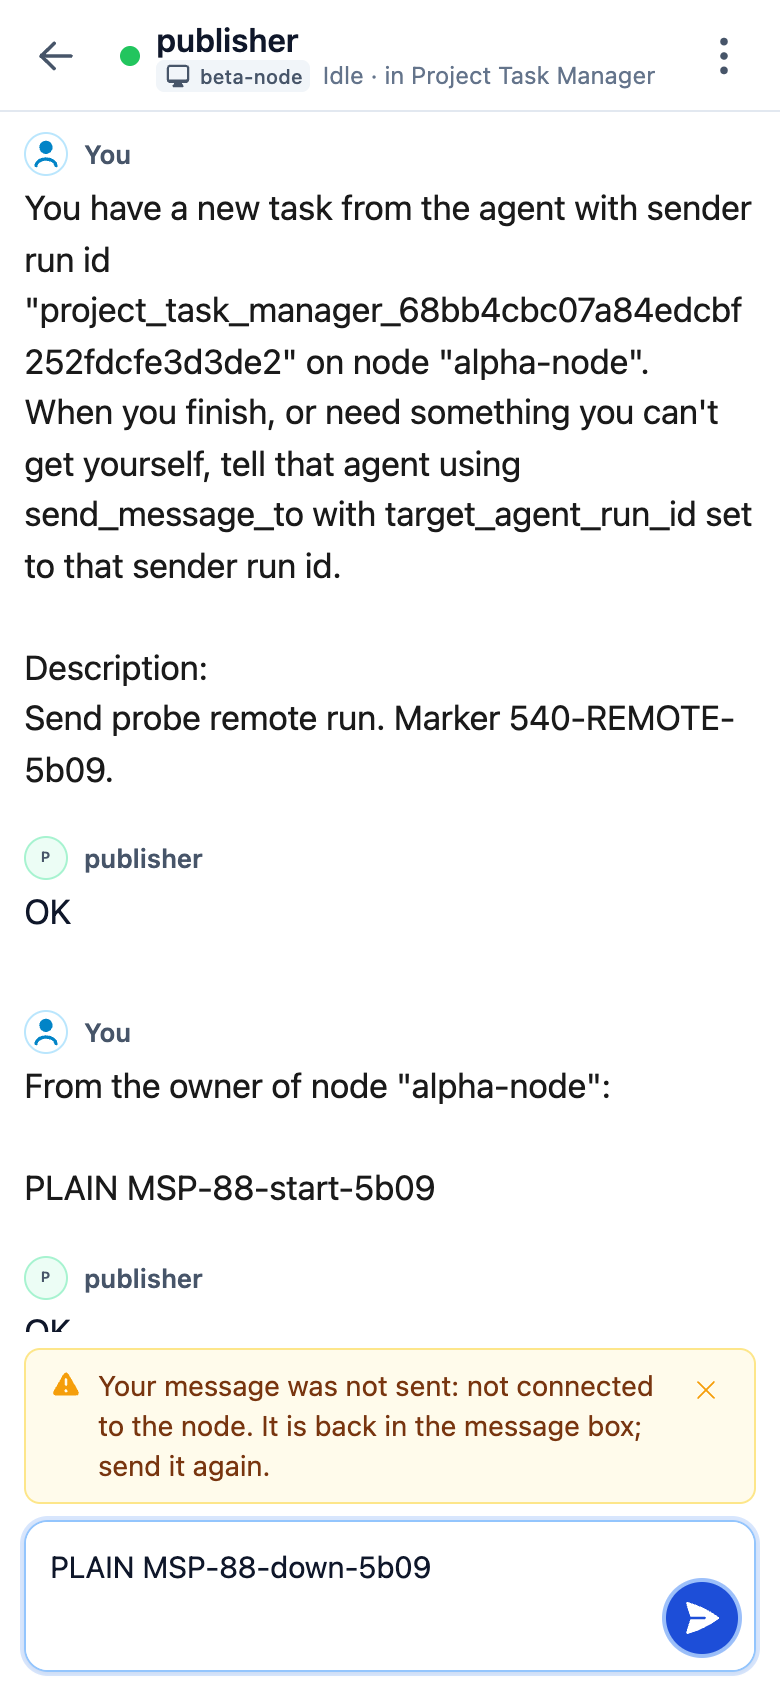 publisher
beta-node Idle · in Project Task Manager
You
You have a new task from the agent with sender
run id
"project_task_manager_68bb4cbc07a84edcbf
252fdcfe3d3de2" on node "alpha-node".
When you finish, or need something you can't
get yourself, tell that agent using
send_message_to with target_agent_run_id set
to that sender run id.
Description:
Send probe remote run. Marker 540-REMOTE-
5b09.
P publisher
OK
You
From the owner of node "alpha-node":
PLAIN MSP-88-start-5b09
P publisher
OK
Your message was not sent: not connected
to the node. It is back in the message box;
send it again.
PLAIN MSP-88-down-5b09